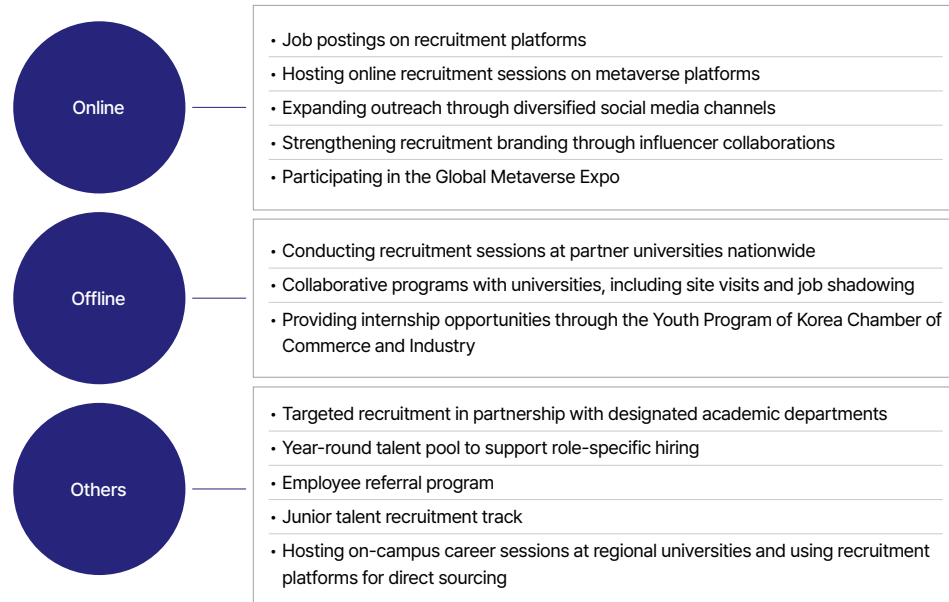 Online
• Job postings on recruitment platforms
• Hosting online recruitment sessions on metaverse platforms
• Expanding outreach through diversified social media channels
• Strengthening recruitment branding through influencer collaborations
• Participating in the Global Metaverse Expo
Offline
• Conducting recruitment sessions at partner universities nationwide
• Collaborative programs with universities, including site visits and job shadowing
• Providing internship opportunities through the Youth Program of Korea Chamber of
Commerce and Industry
Others
• Targeted recruitment in partnership with designated academic departments
• Year-round talent pool to support role-specific hiring
• Employee referral program
• Junior talent recruitment track
• Hosting on-campus career sessions at regional universities and using recruitment
platforms for direct sourcing